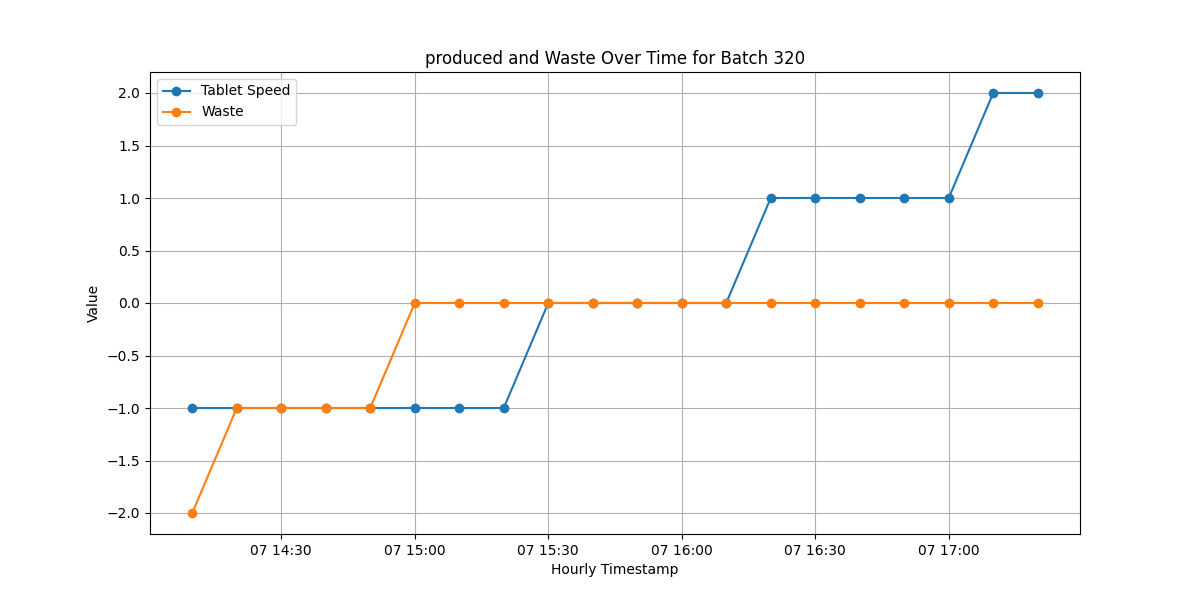 produced and Waste Over Time for Batch 320
Tablet Speed
Waste
Value
2.0
1.5
1.0
0.5
0.0
−0.5
−1.0
−1.5
−2.0
07 14:30 07 15:00 07 15:30 07 16:00 07 16:30 07 17:00
Hourly Timestamp